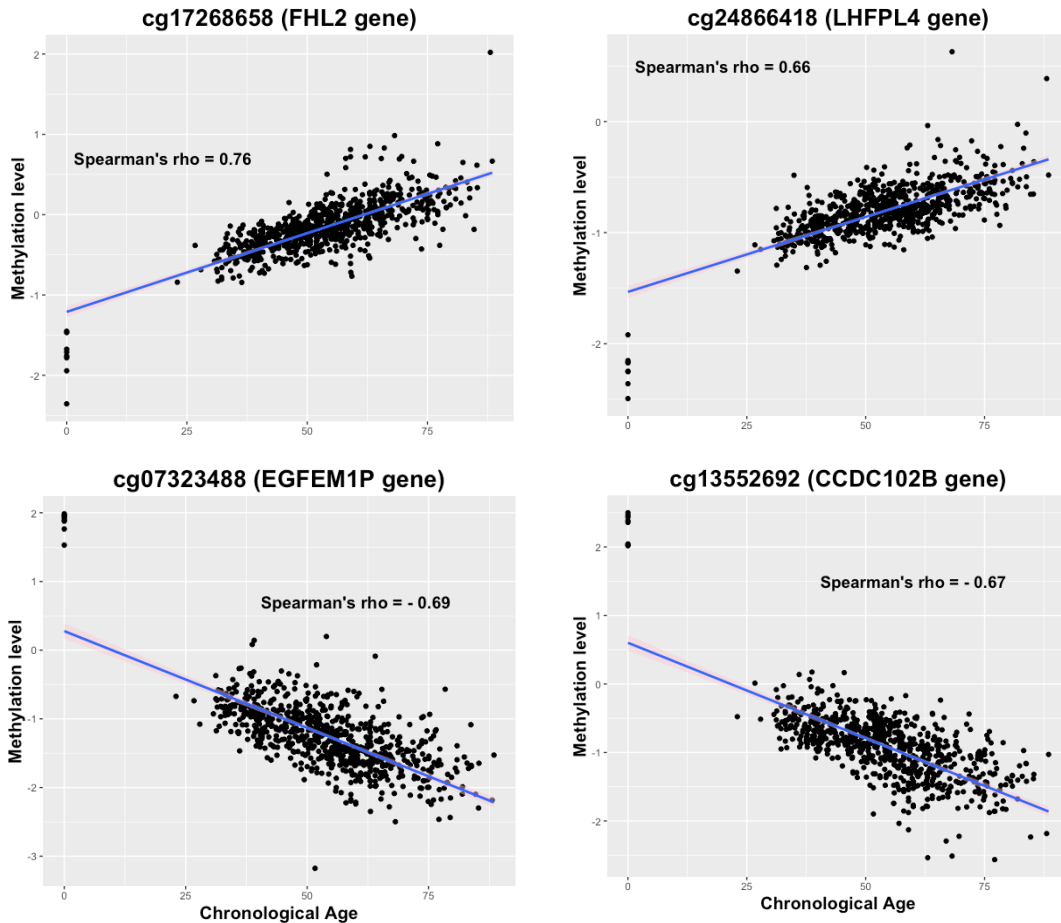 cg17268658 (FHL2 gene)
Methylation level
2
1
0
-1
-2
Spearman's rho = 0.76
0
25
50
75
cg24866418 (LHFPL4 gene)
Methylation level
0
-1
-2
Spearman's rho = 0.66
0
25
50
75
cg07323488 (EGFEM1P gene)
Methylation level
2
1
0
-1
-2
-3
Spearman's rho = - 0.69
0
25
50
75
Chronological Age
cg13552692 (CCDC102B gene)
Methylation level
2
1
0
-1
-2
Spearman's rho = - 0.67
0
25
50
75
Chronological Age